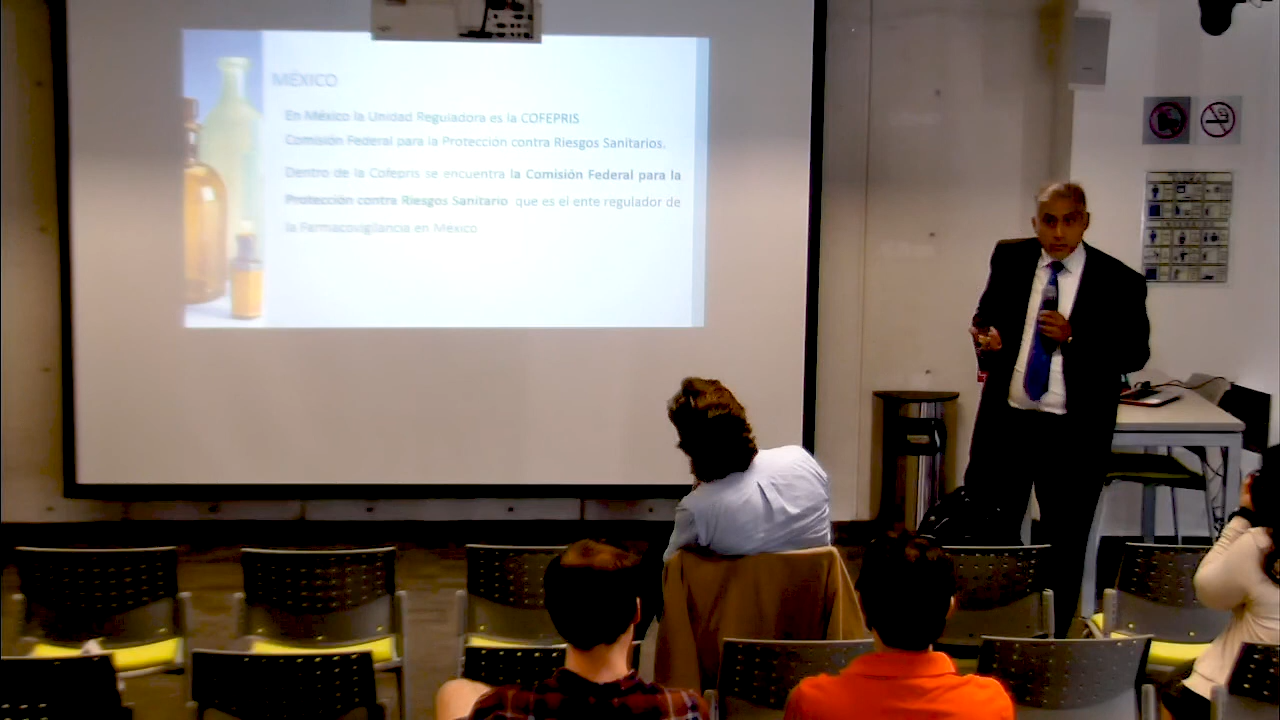 MÉXICO
En México la Unidad Reguladora es la COFEPRIS
Comisión Federal para la Protección contra Riesgos Sanitarios.
Dentro de la Cofepris se encuentra la Comisión Federal para la
Protección contra Riesgos Sanitario que es el ente regulador de
la Farmacovigilancia en México